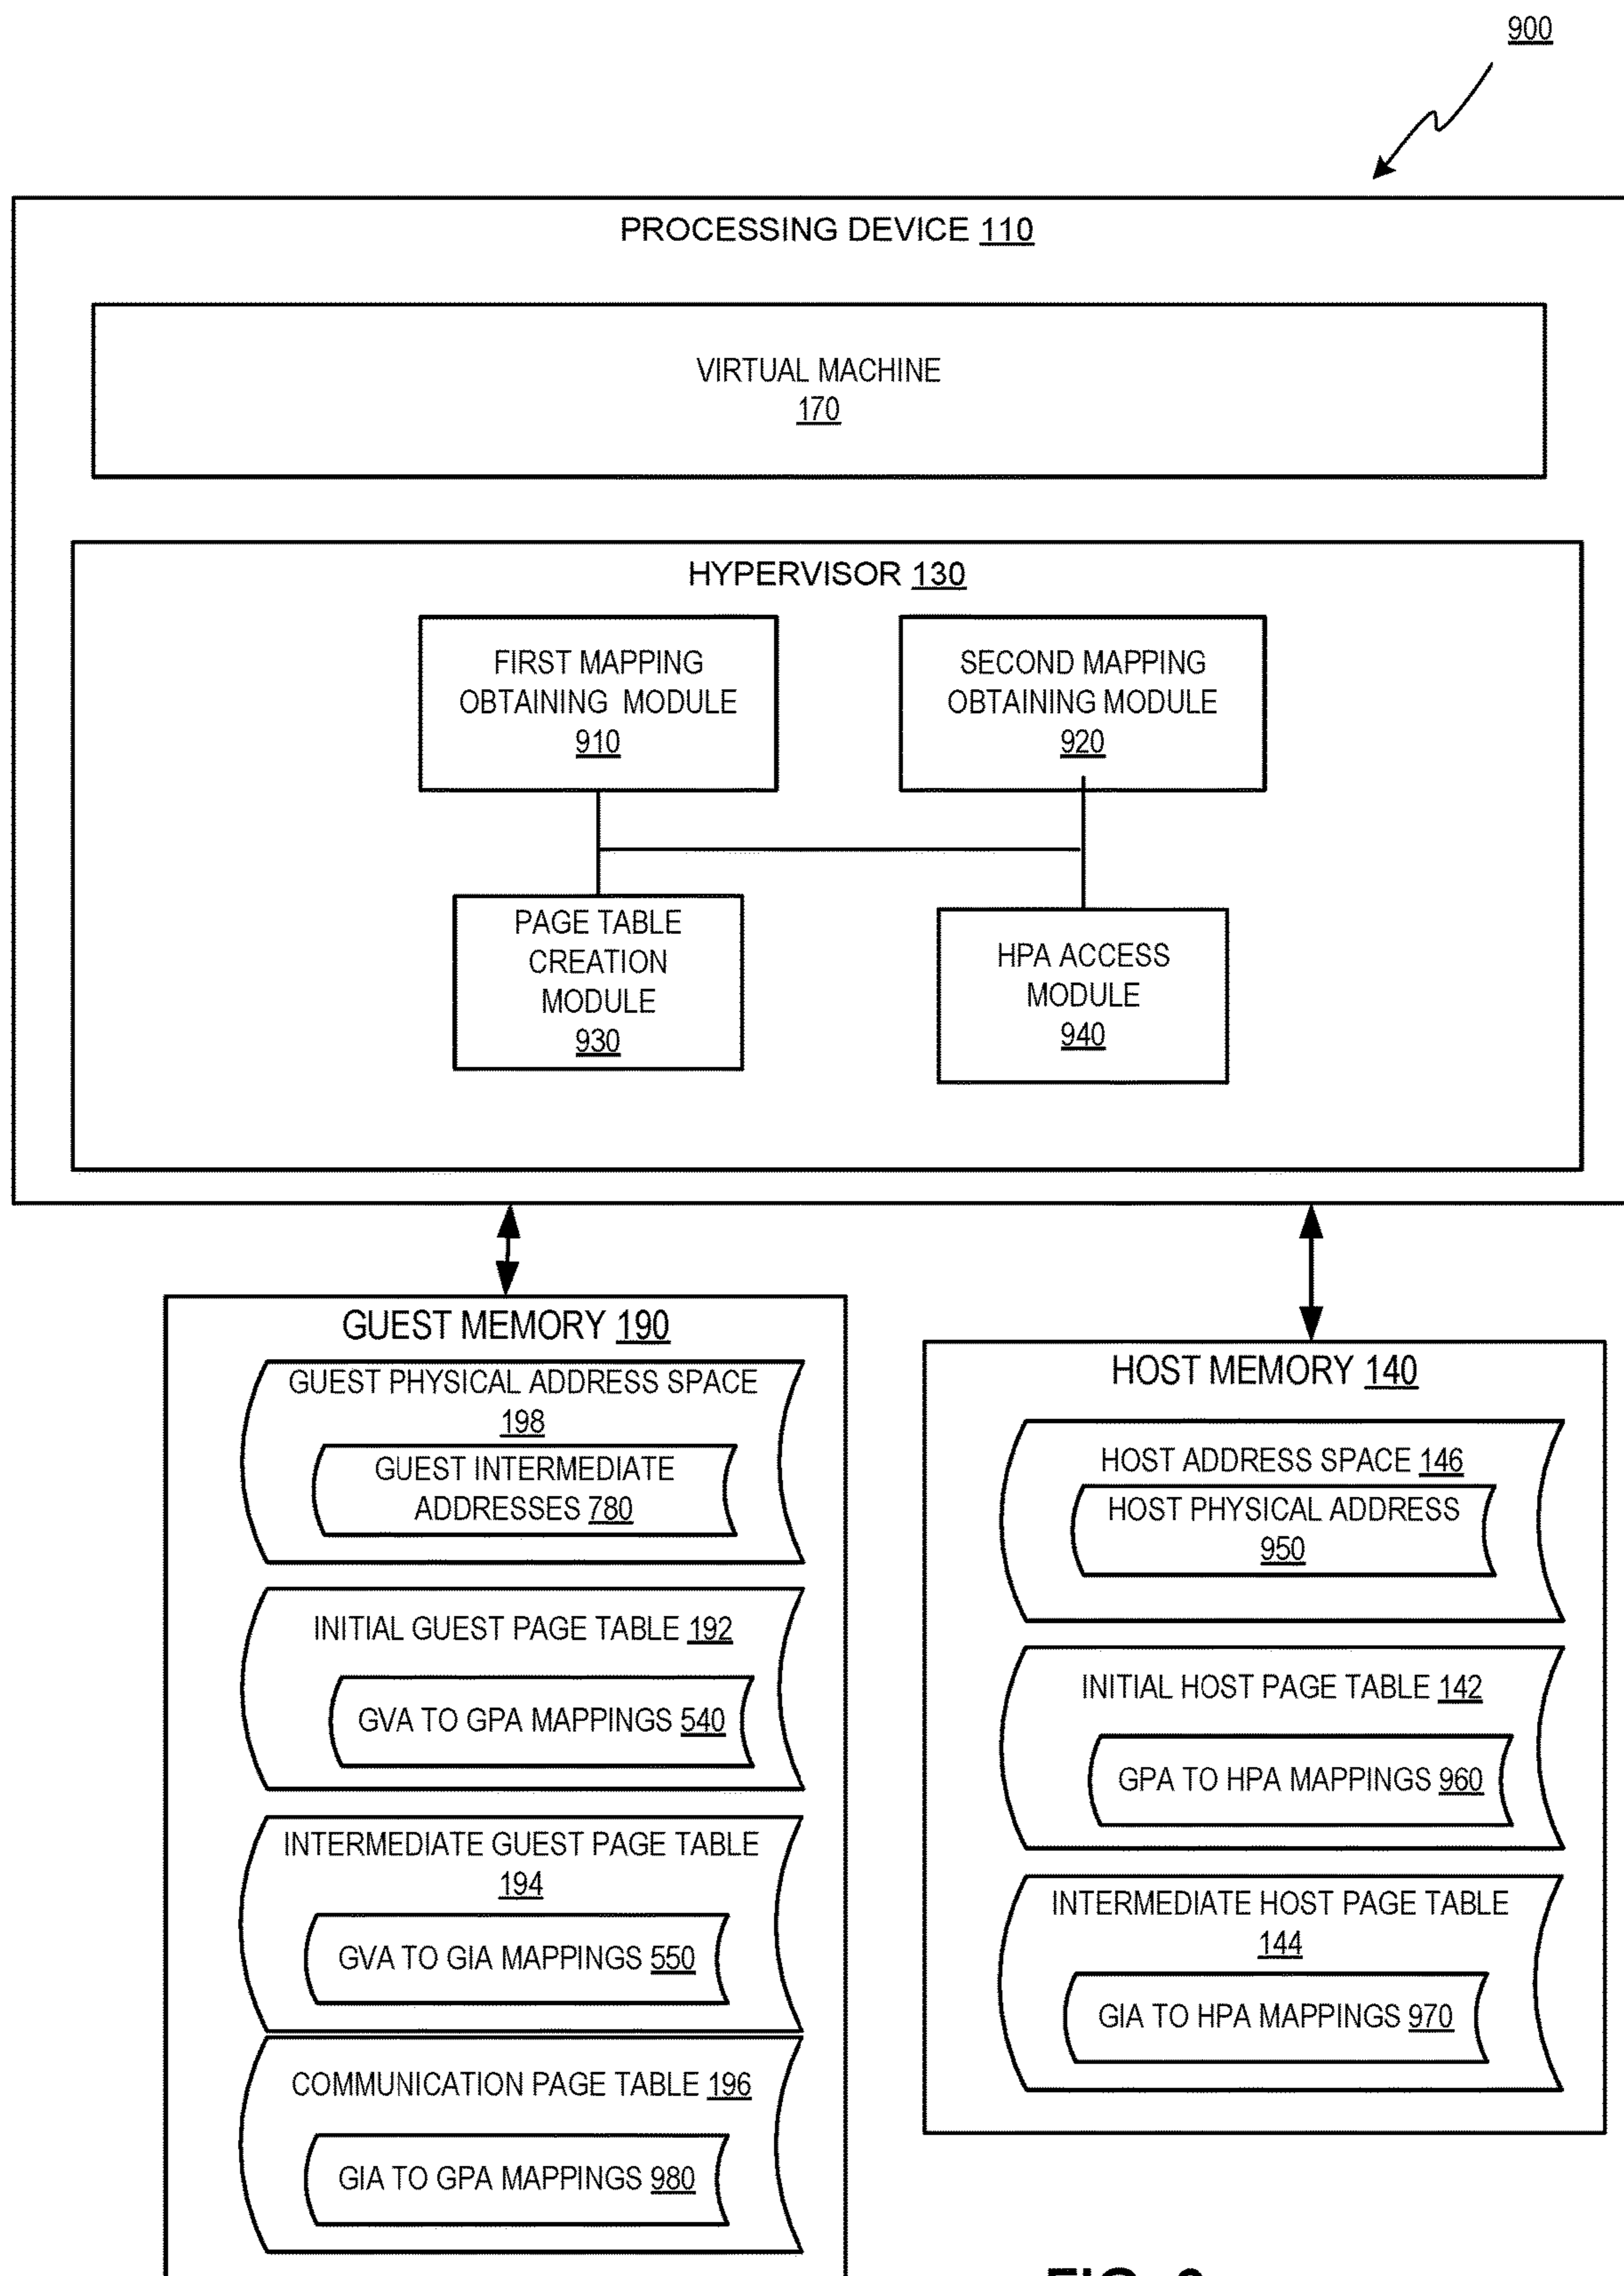 900
PROCESSING DEVICE 110
VIRTUAL MACHINE
170
HYPERVISOR 130
FIRST MAPPING
OBTAINING MODULE
910
SECOND MAPPING
OBTAINING MODULE
920
PAGE TABLE
CREATION
MODULE
930
HPA ACCESS
MODULE
940
GUEST MEMORY 190
GUEST PHYSICAL ADDRESS SPACE
198
GUEST INTERMEDIATE
ADDRESSES 780
INITIAL GUEST PAGE TABLE 192
GVA TO GPA MAPPINGS 540
INTERMEDIATE GUEST PAGE TABLE
194
GVA TO GIA MAPPINGS 550
COMMUNICATION PAGE TABLE 196
GIA TO GPA MAPPINGS 980
HOST MEMORY 140
HOST ADDRESS SPACE 146
HOST PHYSICAL ADDRESS
950
INITIAL HOST PAGE TABLE 142
GPA TO HPA MAPPINGS 960
INTERMEDIATE HOST PAGE TABLE
144
GIA TO HPA MAPPINGS 970